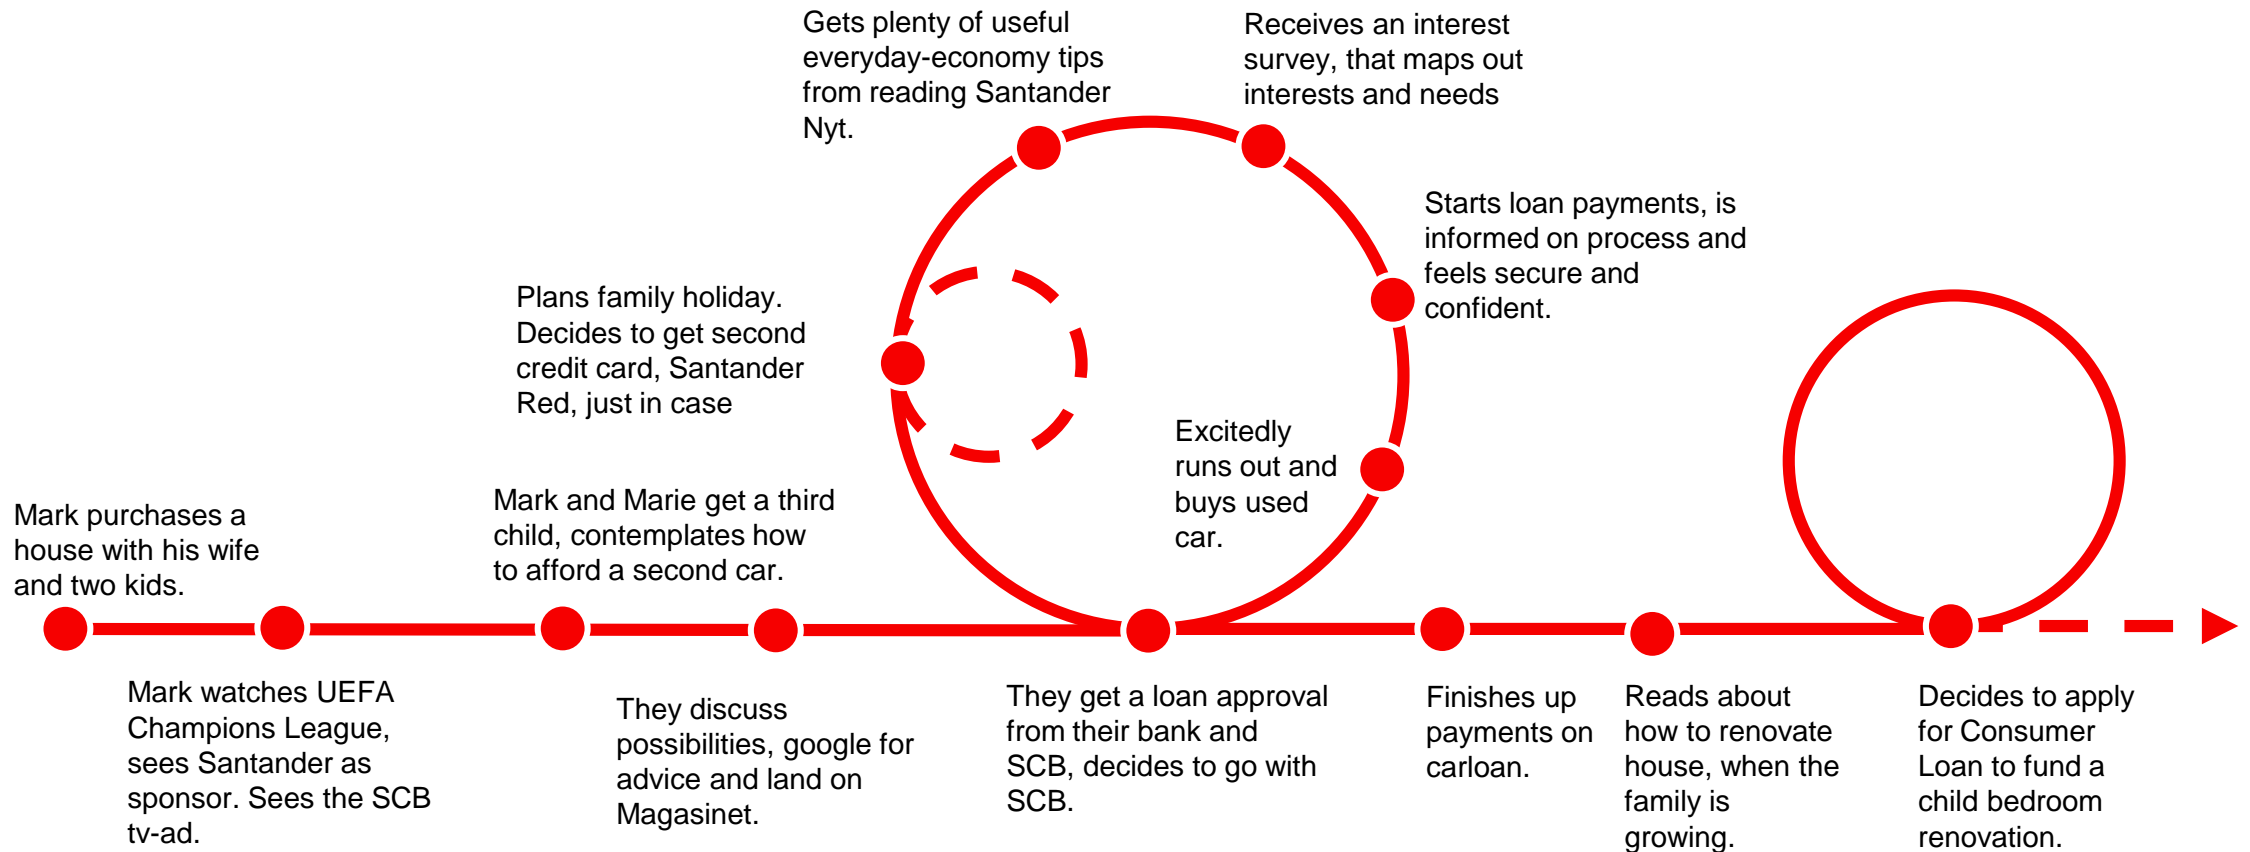 Gets plenty of useful
everyday-economy tips
from reading Santander
Nyt.
Receives an interest
survey, that maps out
interests and needs
Starts loan payments, is
informed on process and
feels secure and
confident.
Plans family holiday.
Decides to get second
credit card, Santander
Red, just in case
Excitedly
runs out and
buys used
car.
Mark purchases a
house with his wife
and two kids.
Mark and Marie get a third
child, contemplates how
to afford a second car.
Mark watches UEFA
Champions League,
sees Santander as
sponsor. Sees the SCB
tv-ad.
They discuss
possibilities, google for
advice and land on
Magasinet.
They get a loan approval
from their bank and
SCB, decides to go with
SCB.
Finishes up
payments on
carloan.
Reads about
how to renovate
house, when the
family is
growing.
Decides to apply
for Consumer
Loan to fund a
child bedroom
renovation.